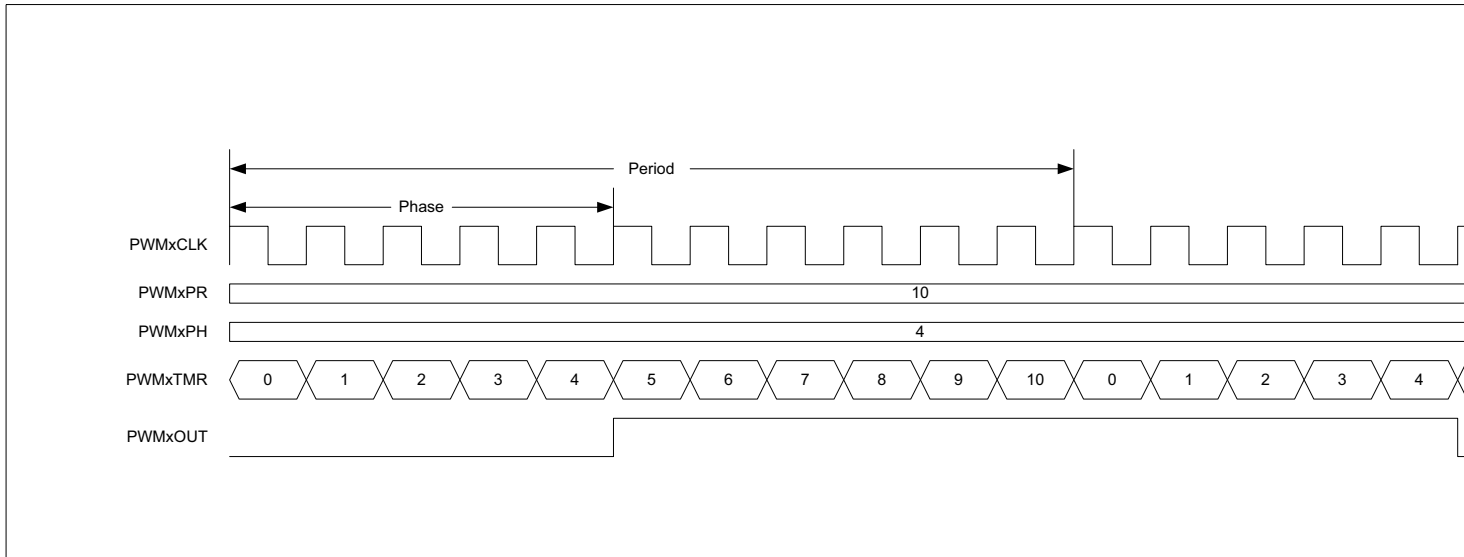 Period
Phase
PWMxCLK
PWMxPR 10
PWMxPH 4
PWMxTMR 0 1 2 3 4 5 6 7 8 9 10 0 1 2 3 4
PWMxOUT